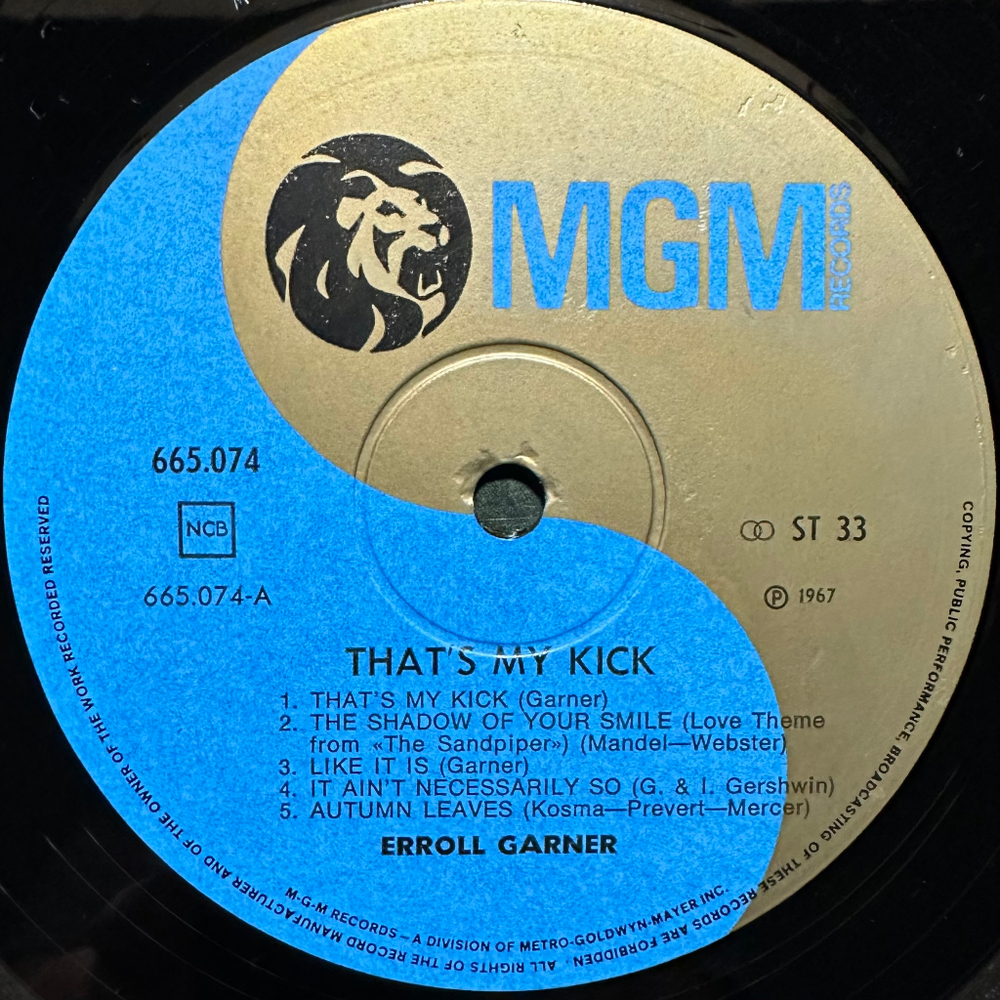 MGM
RECORDS
665.074
NCB
665.074-A
ST 33
Ⓟ 1967
THAT'S MY KICK
1. THAT'S MY KICK (Garner)
2. THE SHADOW OF YOUR SMILE (Love Theme
from «The Sandpiper») (Mandel—Webster)
3. LIKE IT IS (Garner)
4. IT AIN'T NECESSARILY SO (G. & I. Gershwin)
5. AUTUMN LEAVES (Kosma—Prevert—Mercer)
ERROLL GARNER
M-G-M RECORDS – A DIVISION OF METRO-GOLDWYN-MAYER INC.
ALL RIGHTS OF THE RECORD MANUFACTURER AND OF THE OWNER OF THE WORK RECORDED RESERVED
COPYING, PUBLIC PERFORMANCE, BROADCASTING OF THESE RECORDS ARE FORBIDDEN ·